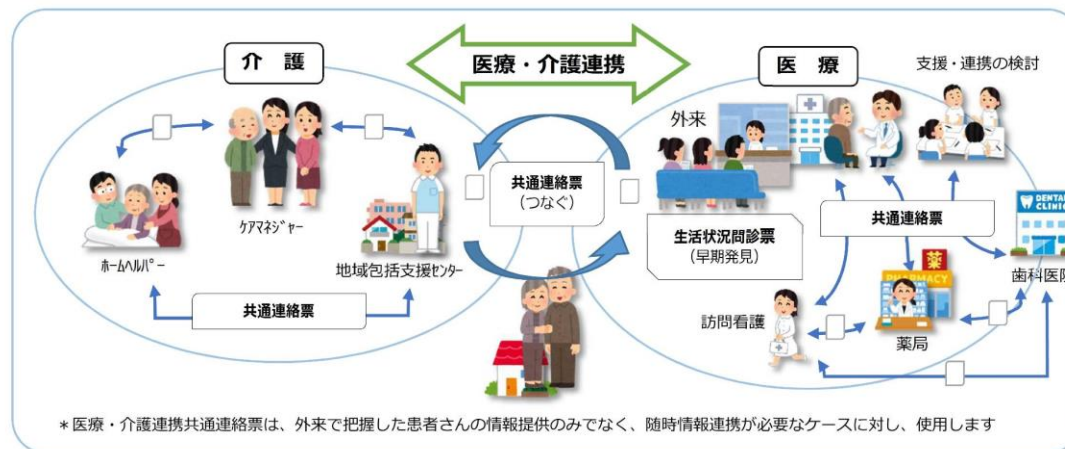 介 護
医療・介護連携
医 療
支援・連携の検討
外来
共通連絡票
(つなぐ)
ケアマネジャー
ホームヘルパー
地域包括支援センター
共通連絡票
生活状況問診票
(早期発見)
共通連絡票
DENTAL
CLINIC
歯科医院
薬
PHARMACY
訪問看護
薬局
*医療・介護連携共通連絡票は、外来で把握した患者さんの情報提供のみでなく、随時情報連携が必要なケースに対し、使用します